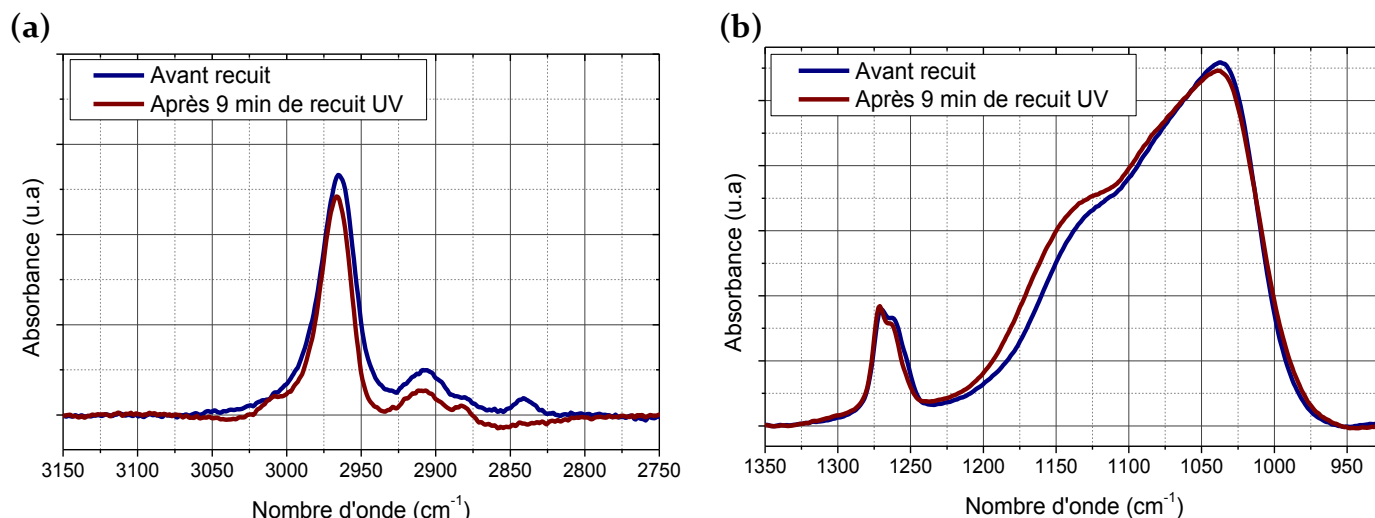 (a)
Avant recuit
Après 9 min de recuit UV
Absorbance (u.a)
3150 3100 3050 3000 2950 2900 2850 2800 2750
Nombre d'onde (cm-1)
(b)
Avant recuit
Après 9 min de recuit UV
Absorbance (u.a)
1350 1300 1250 1200 1150 1100 1050 1000 950
Nombre d'onde (cm-1)